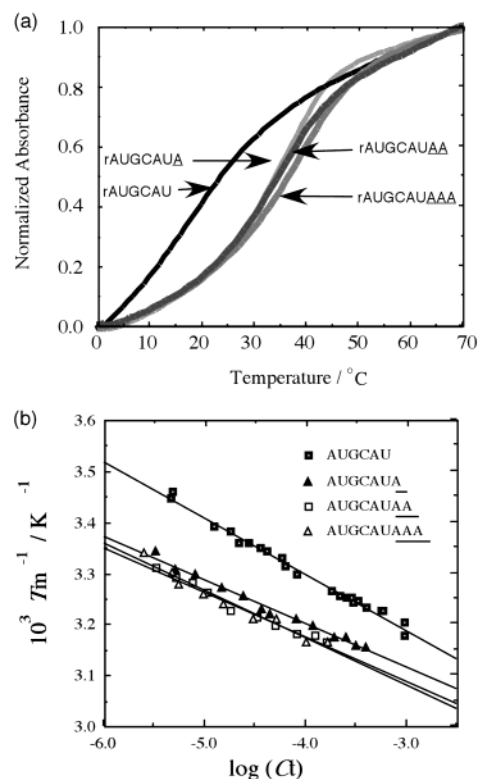 (a)
Normalized Absorbance
1.0
0.8
0.6
0.4
0.2
0.0
rAUGCAUA
rAUGCAU
rAUGCAUAA
rAUGCAUAAA
0 10 20 30 40 50 60 70
Temperature / °C
(b)
10³ Tm⁻¹ / K⁻¹
3.6
3.5
3.4
3.3
3.2
3.1
3.0
AUGCAU
AUGCAUA
AUGCAUAA
AUGCAUAAA
-6.0 -5.0 -4.0 -3.0
log (Ct)